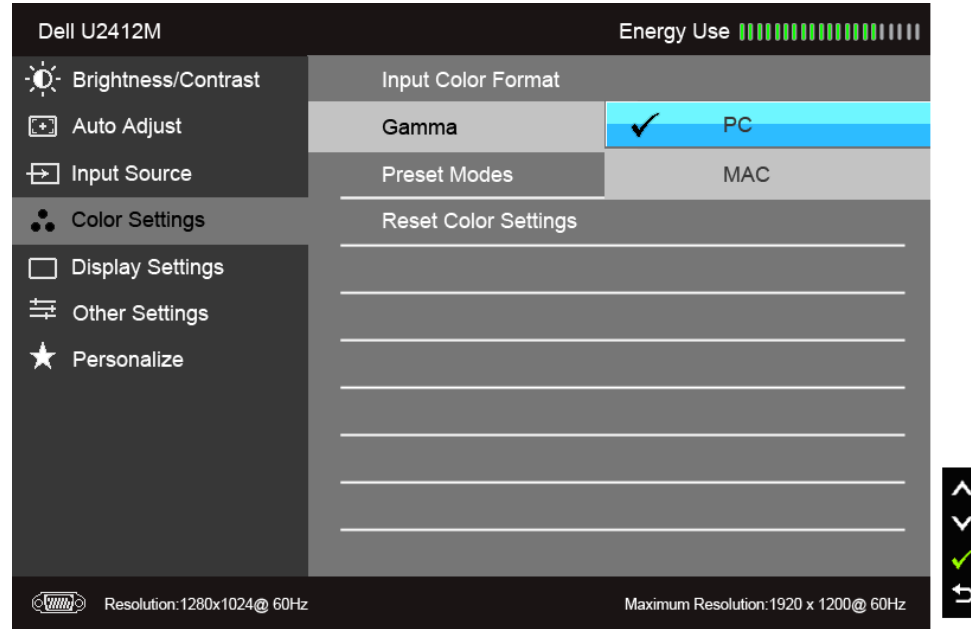 Dell U2412M Energy Use
Brightness/Contrast Input Color Format
Auto Adjust Gamma PC
Input Source Preset Modes MAC
Color Settings Reset Color Settings
Display Settings
Other Settings
Personalize
Resolution:1280x1024@ 60Hz Maximum Resolution:1920 x 1200@ 60Hz